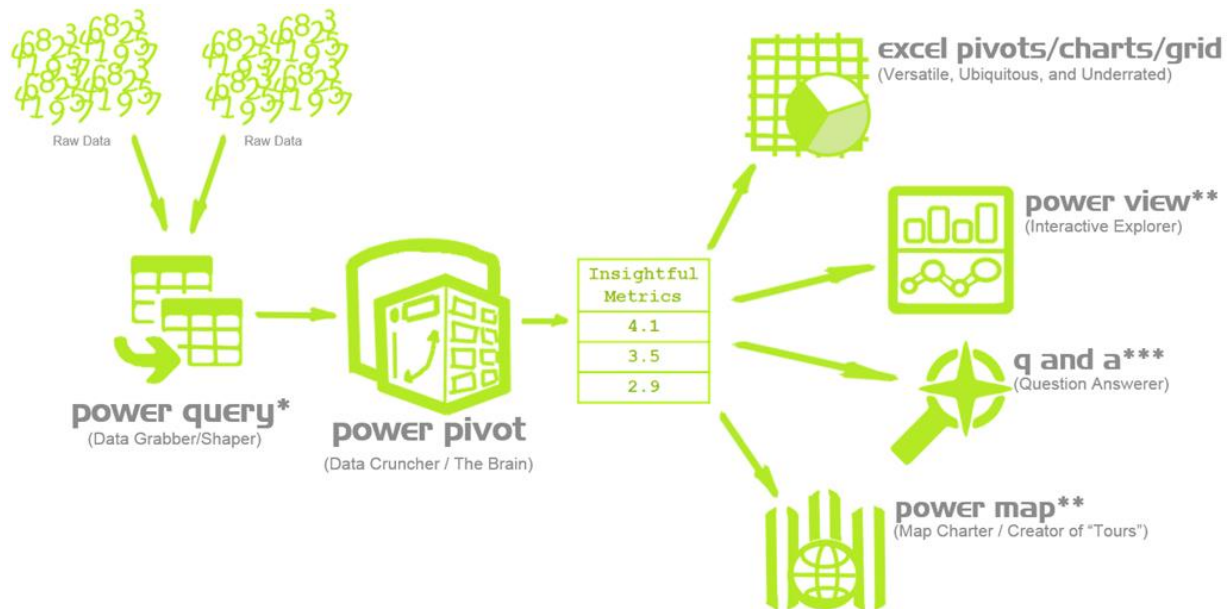 Raw Data
Raw Data
power query*
(Data Grabber/Shaper)
power pivot
(Data Cruncher / The Brain)
Insightful
Metrics
4.1
3.5
2.9
excel pivots/charts/grid
(Versatile, Ubiquitous, and Underrated)
power view**
(Interactive Explorer)
q and a***
(Question Answerer)
power map**
(Map Charter / Creator of "Tours")